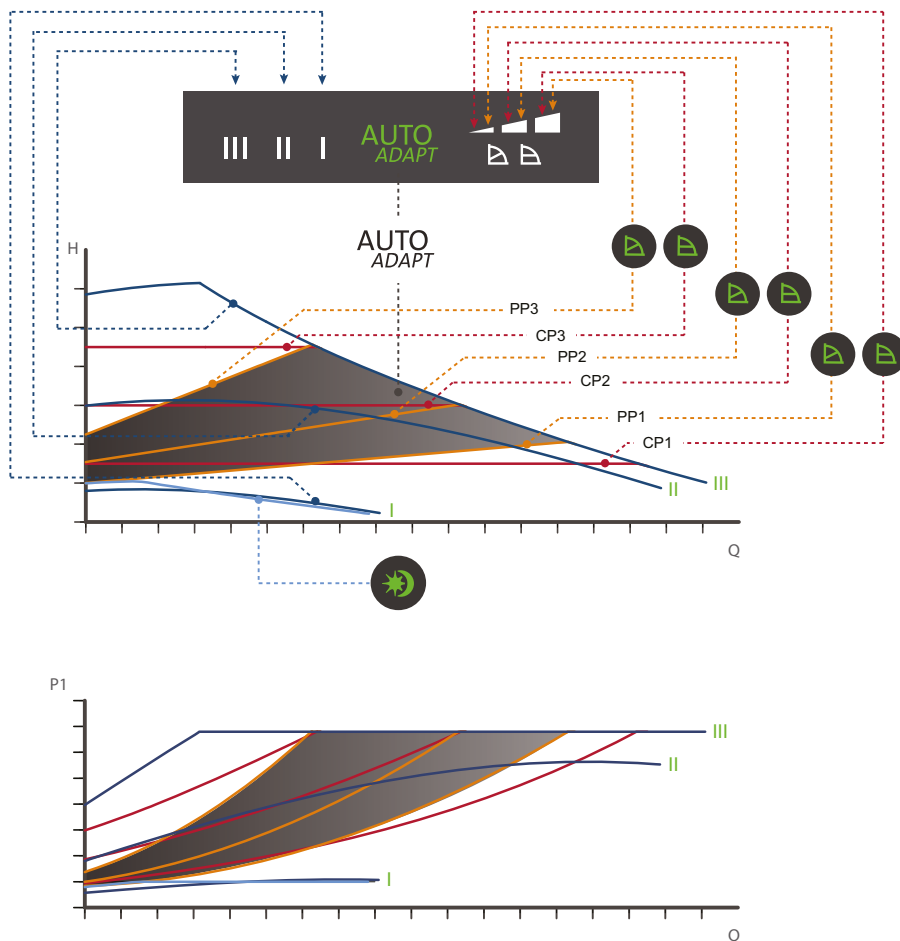 III II I AUTO ADAPT
AUTO ADAPT
H
PP3
CP3
PP2
CP2
PP1
CP1
III
II
I
Q
P1
III
II
I
Q